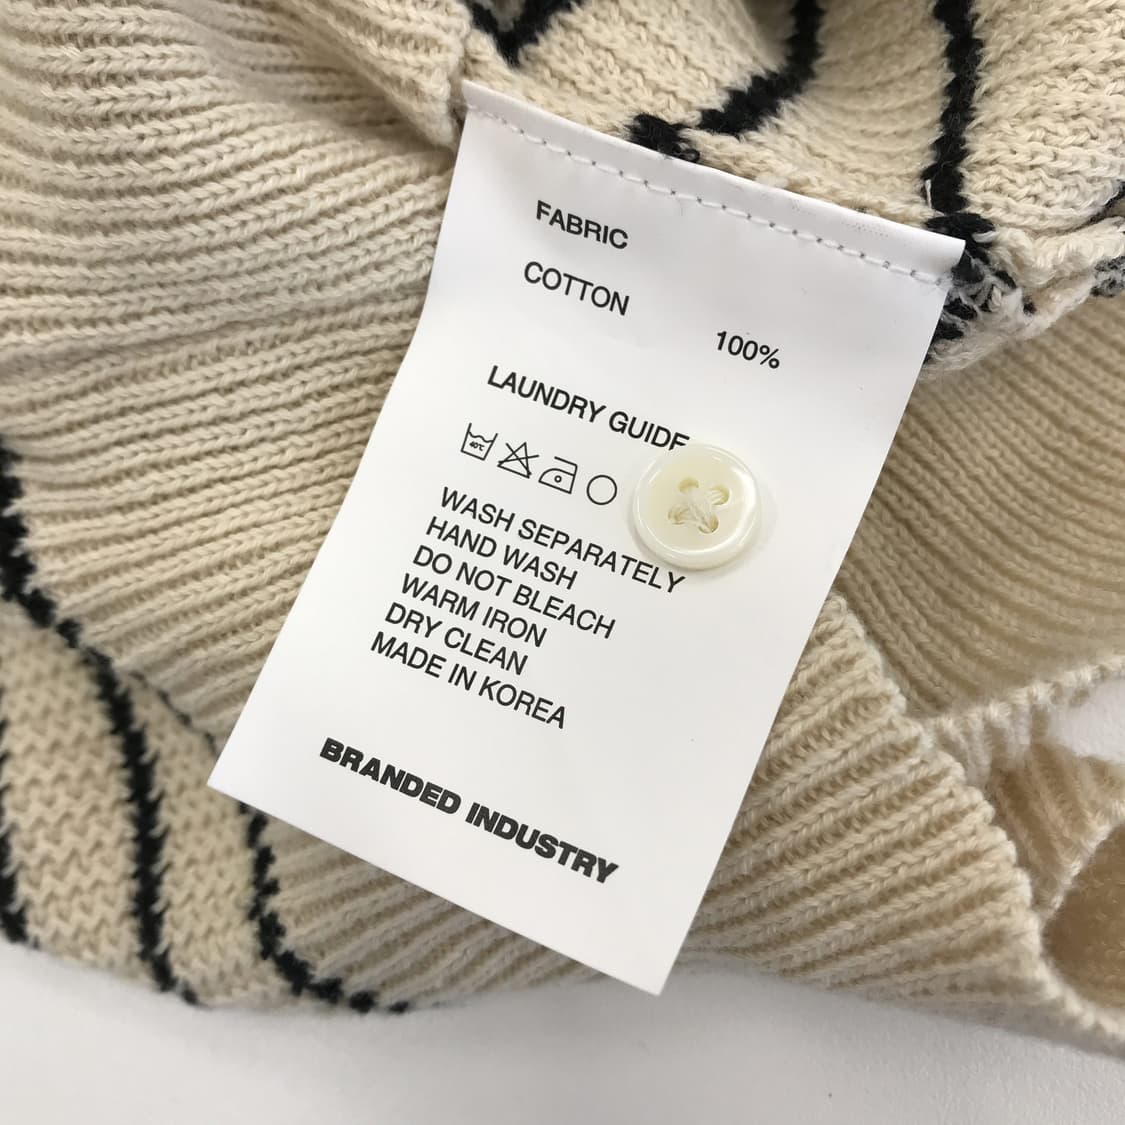 FABRIC
COTTON
100%
LAUNDRY GUIDE
40℃
WASH SEPARATELY
HAND WASH
DO NOT BLEACH
WARM IRON
DRY CLEAN
MADE IN KOREA
BRANDED INDUSTRY